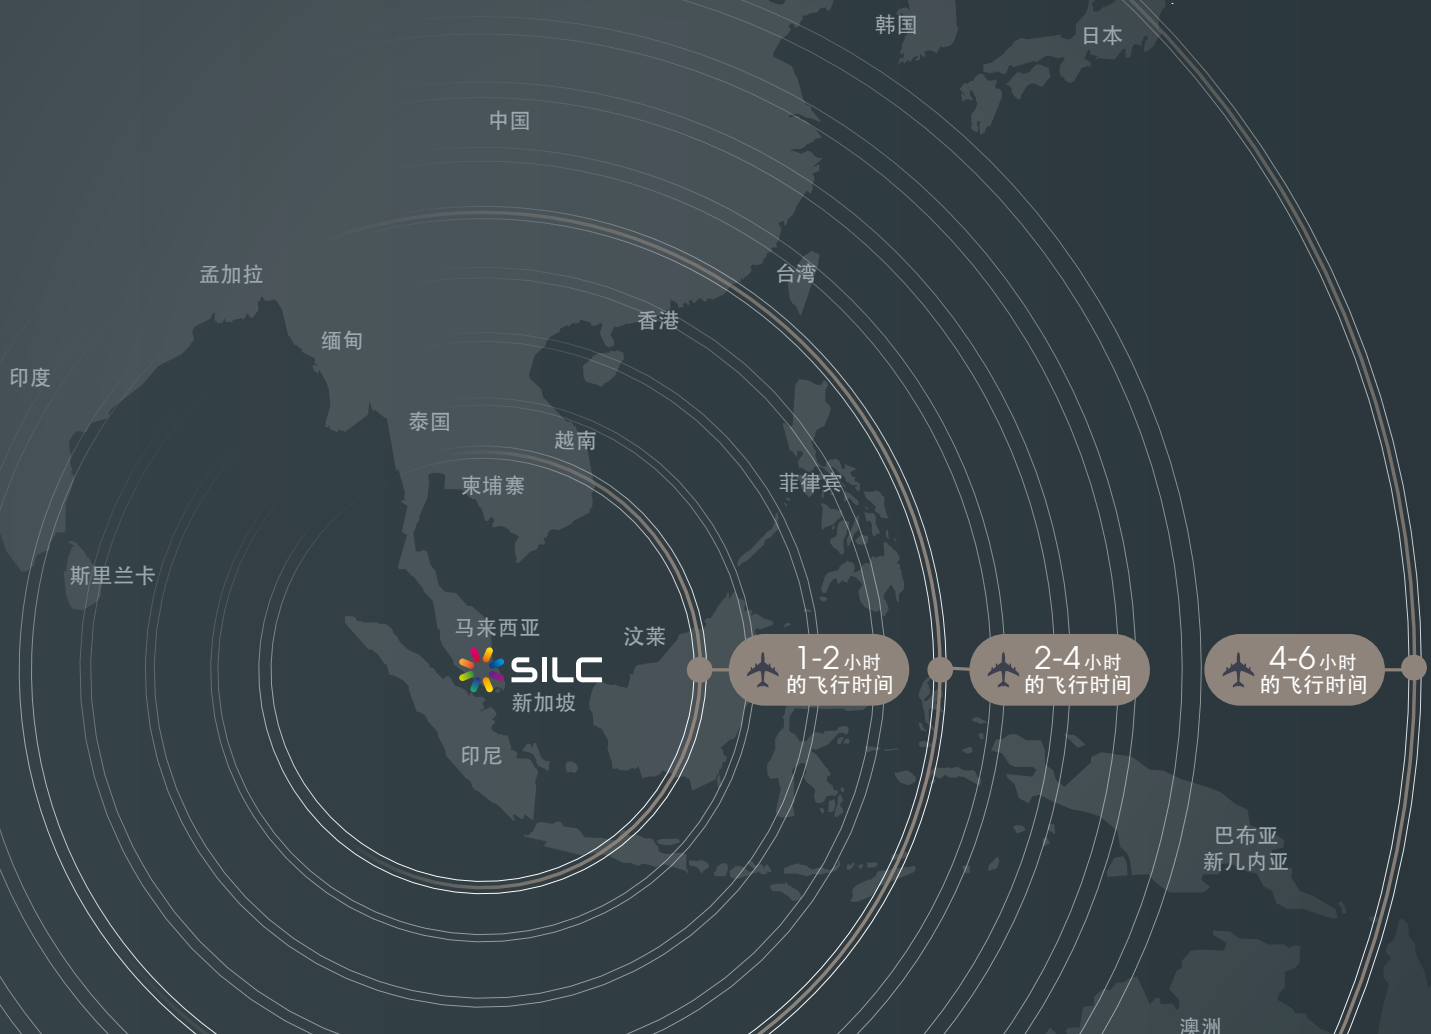 韩国
日本
中国
孟加拉
台湾
香港
缅甸
印度
泰国
越南
柬埔寨
菲律宾
斯里兰卡
马来西亚
汶莱
SILC
新加坡
1-2小时
的飞行时间
2-4小时
的飞行时间
4-6小时
的飞行时间
印尼
巴布亚
新几内亚
澳洲